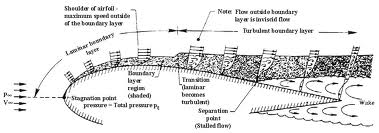 Shoulder of airfoil -
maximum speed outside
of the boundary layer
Note: Flow outside boundary
layer is inviscid flow
Laminar boundary
layer
Turbulent boundary layer
P∞
V∞
Stagnation point
pressure = Total pressure pt
Boundary
layer
region
(shaded)
Transition
(laminar
becomes
turbulent)
Separation
point
(Stalled flow)
Wake